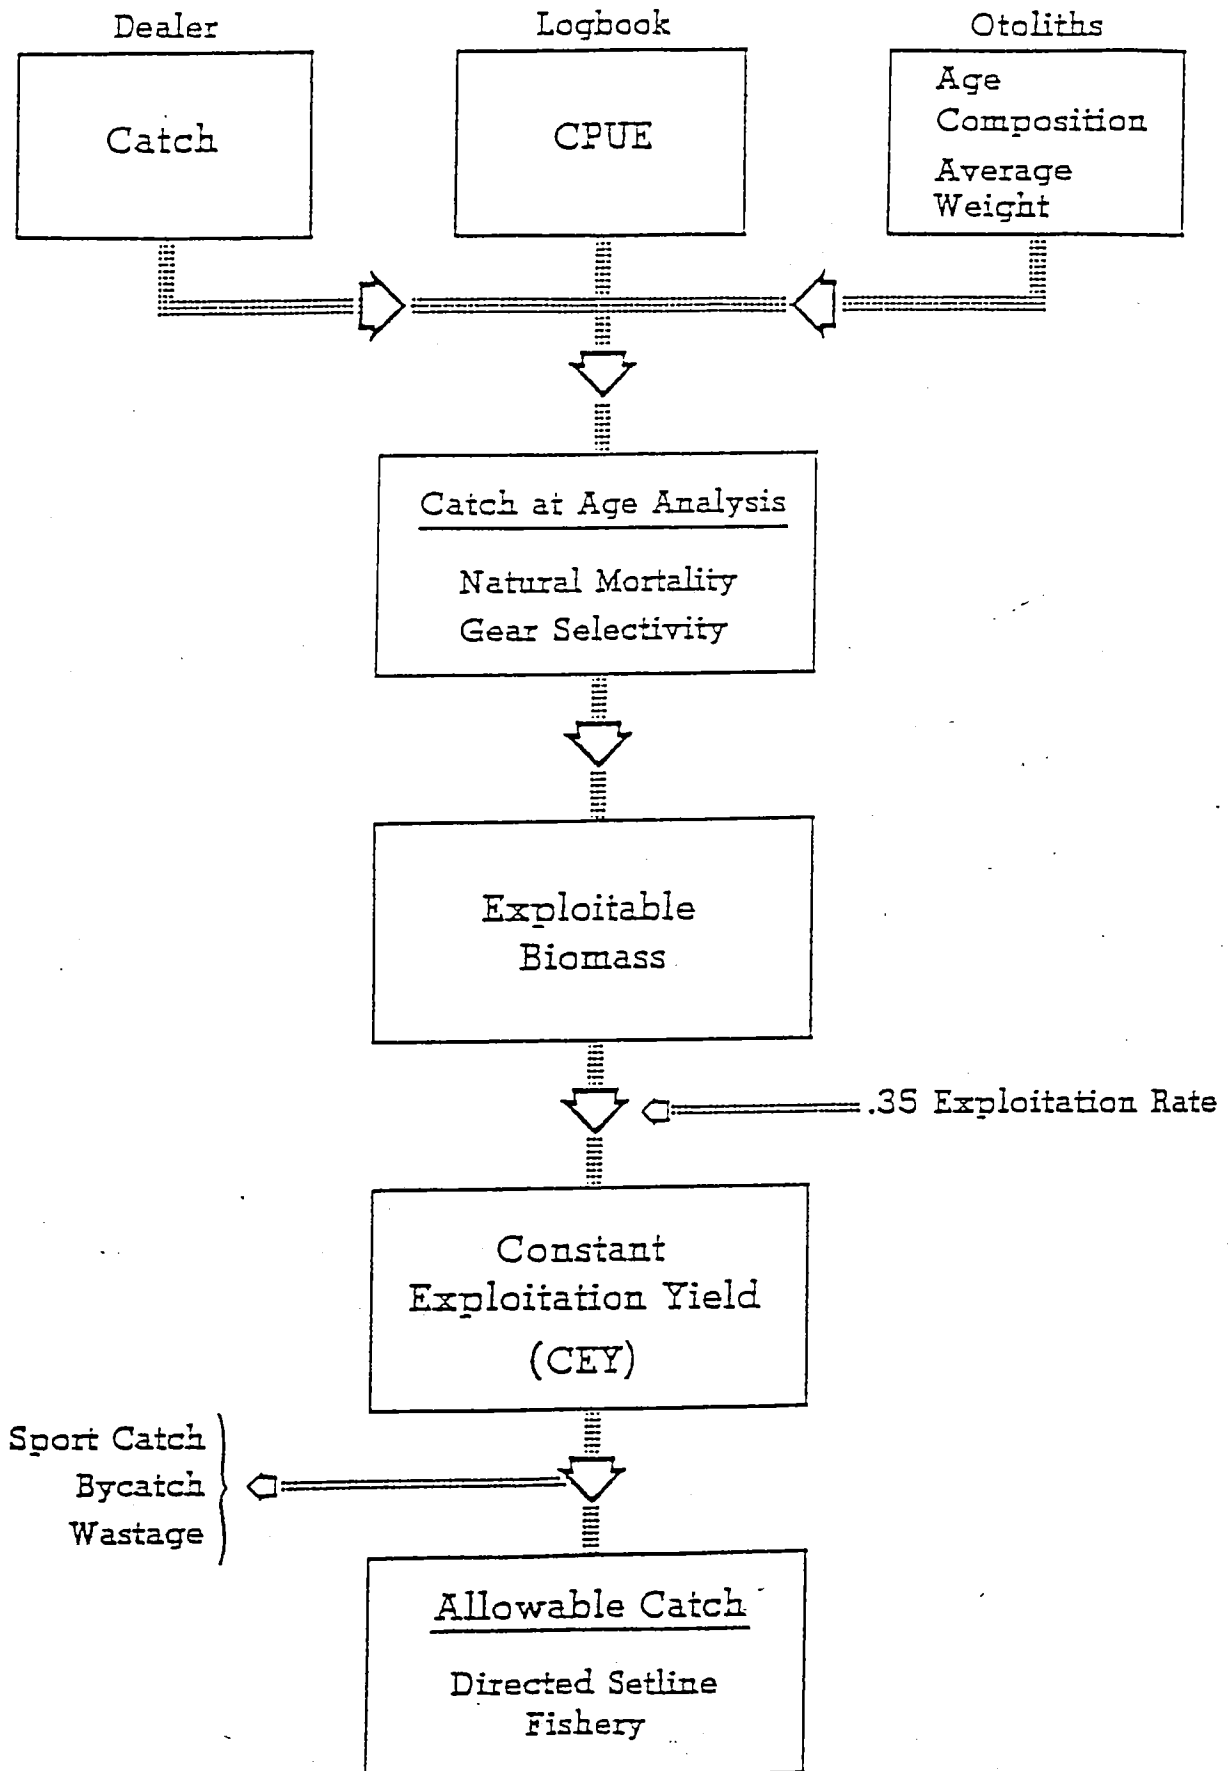 Dealer
Logbook
Otoliths
Catch
CPUE
Age
Composition
Average
Weight
Catch at Age Analysis
Natural Mortality
Gear Selectivity
Exploitable
Biomass
.35 Exploitation Rate
Constant
Exploitation Yield
(CEY)
Sport Catch
Bycatch
Wastage
Allowable Catch
Directed Setline
Fishery